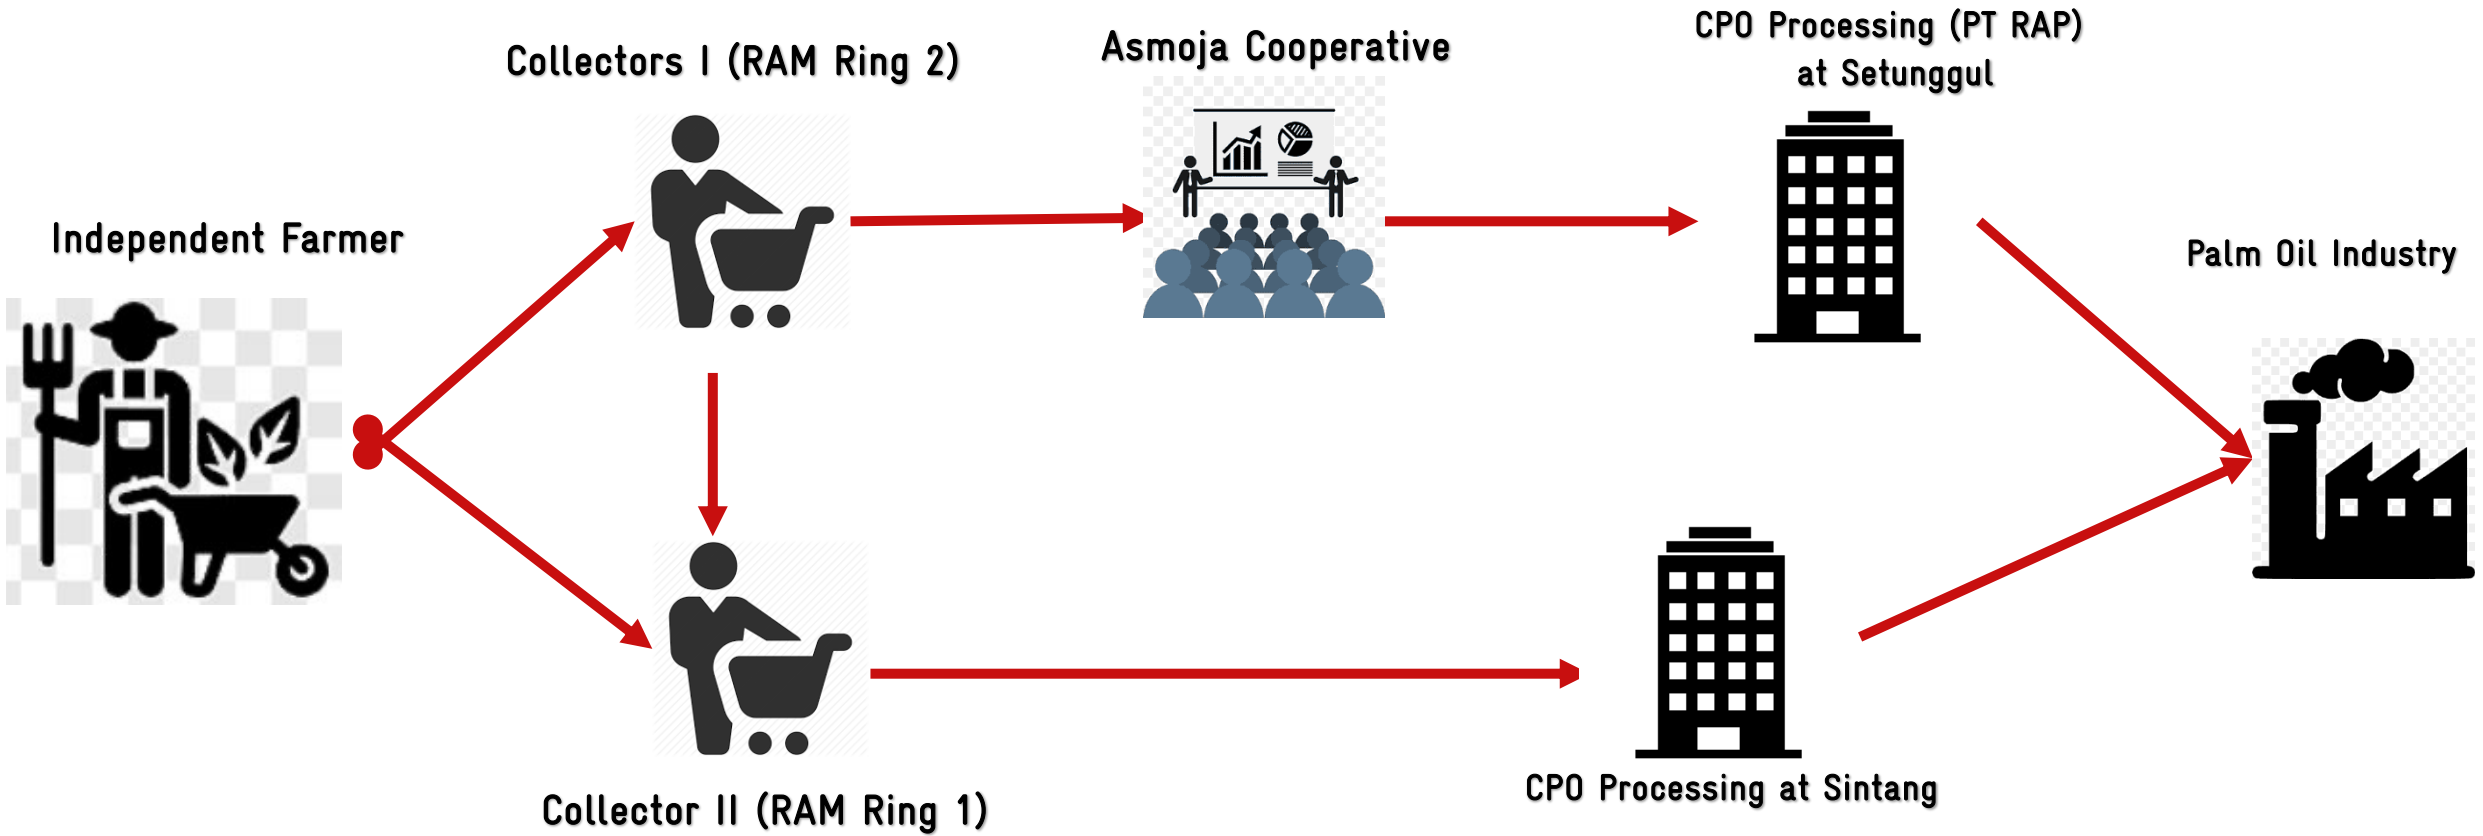 Independent Farmer
Collectors I (RAM Ring 2)
Asmoja Cooperative
CPO Processing (PT RAP)
at Setunggul
Palm Oil Industry
Collector II (RAM Ring 1)
CPO Processing at Sintang